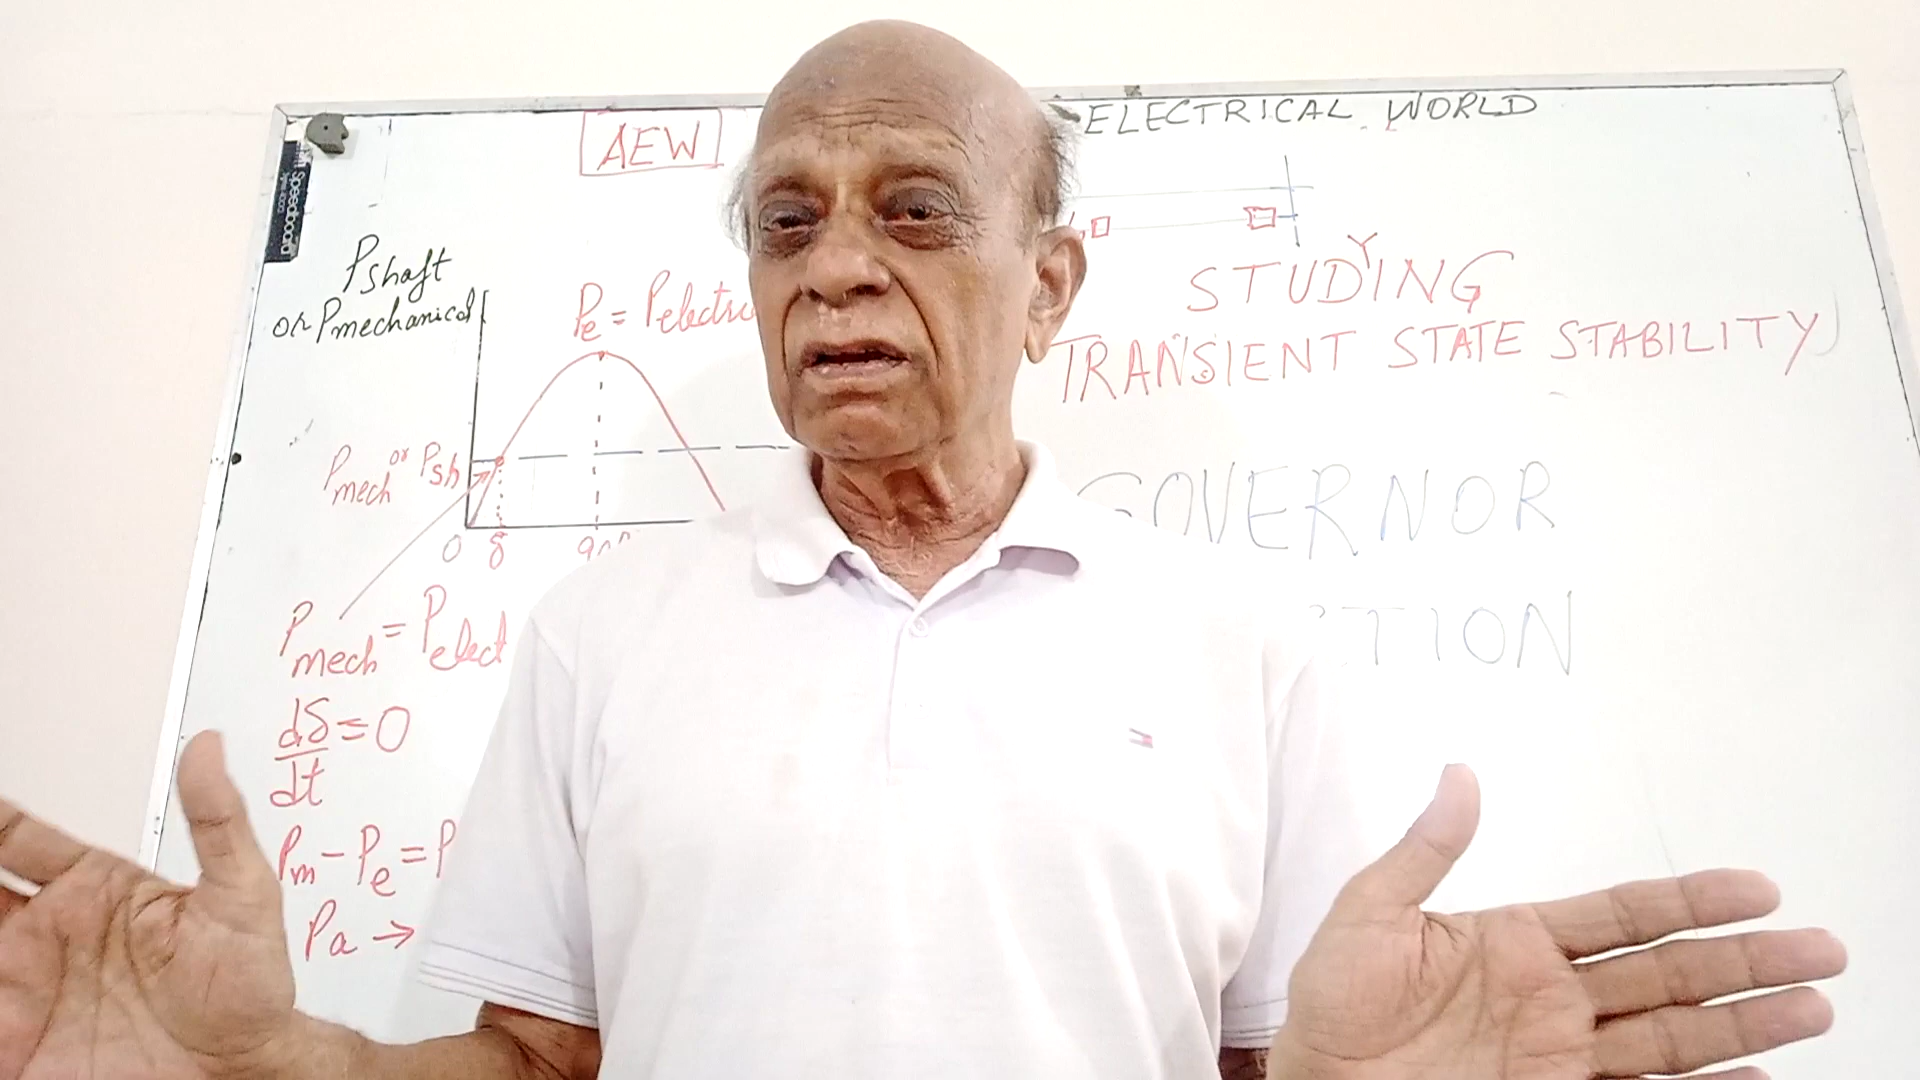 AEW
ELECTRICAL WORLD
Speedboard
Pshaft
or Pmechanical
Pe =
STUDYING
TRANSIENT STATE STABILITY
Pmech or Psh
0 δ
GOVERNOR
Pmech = Pelect
dδ/dt = 0
Pm - Pe = P
Pa →